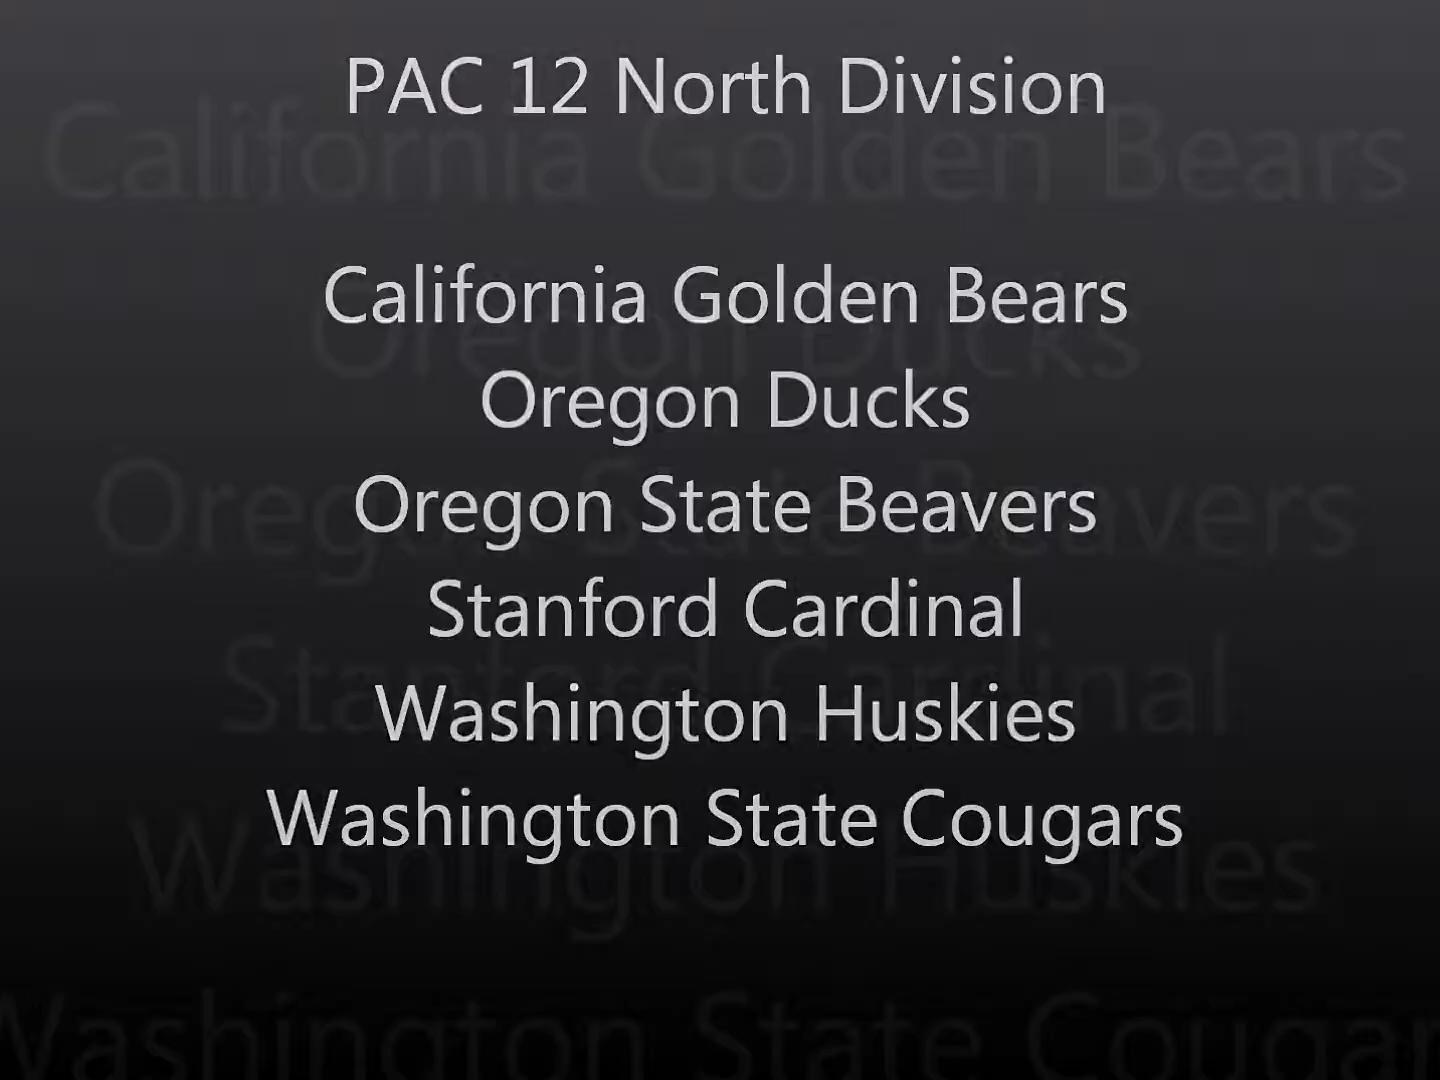 PAC 12 North Division
California Golden Bears
Oregon Ducks
Oregon State Beavers
Stanford Cardinal
Washington Huskies
Washington State Cougars